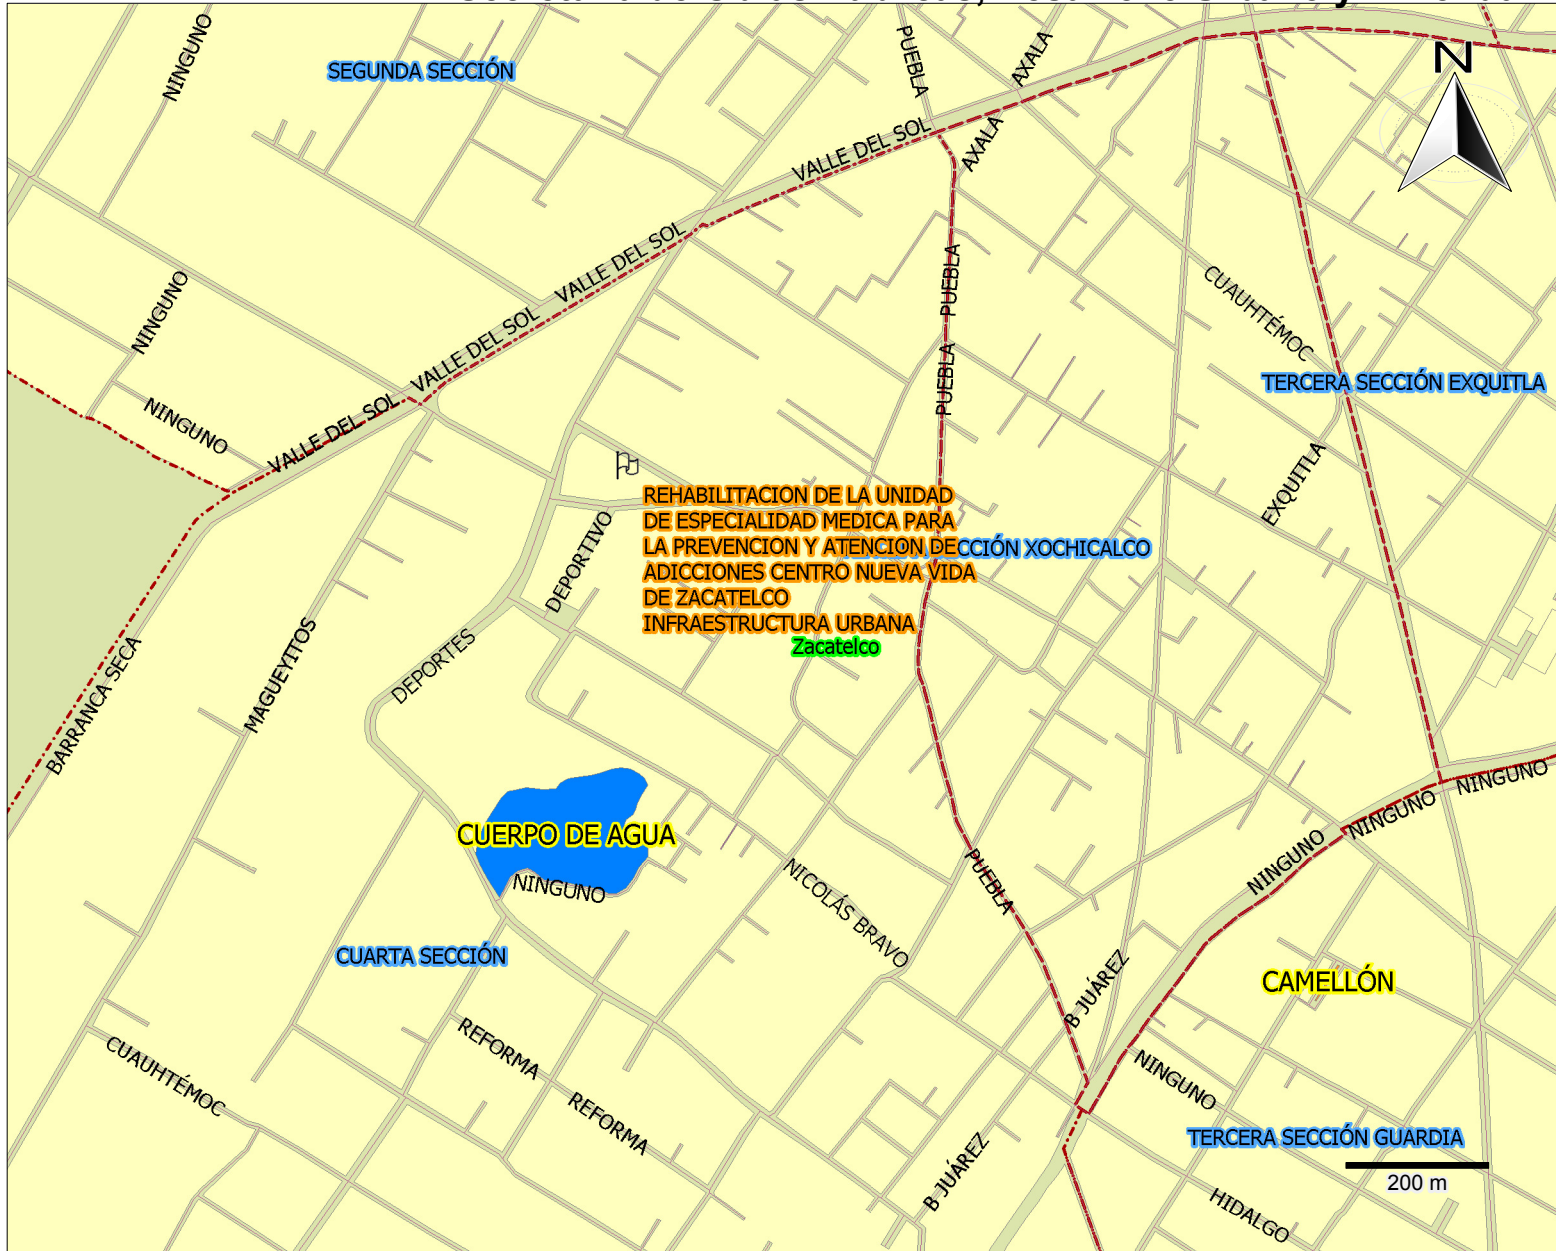 NINGUNO
SEGUNDA SECCIÓN
PUEBLA
AXALA
N
VALLE DEL SOL
AXALA
VALLE DEL SOL
PUEBLA
NINGUNO
CUAUHTÉMOC
VALLE DEL SOL
PUEBLA
TERCERA SECCIÓN EXQUITLA
NINGUNO
VALLE DEL SOL
EXQUITLA
REHABILITACION DE LA UNIDAD
DE ESPECIALIDAD MEDICA PARA
LA PREVENCION Y ATENCION DE
CCIÓN XOCHICALCO
ADICCIONES CENTRO NUEVA VIDA
DE ZACATELCO
INFRAESTRUCTURA URBANA
Zacatelco
DEPORTIVO
DEPORTES
MAGUEYITOS
BARRANCA SECA
NINGUNO
NINGUNO
CUERPO DE AGUA
NINGUNO
NINGUNO
PUEBLA
NICOLÁS BRAVO
CUARTA SECCIÓN
CAMELLÓN
B JUÁREZ
REFORMA
CUAUHTÉMOC
NINGUNO
REFORMA
TERCERA SECCIÓN GUARDIA
B JUÁREZ
200 m
HIDALGO